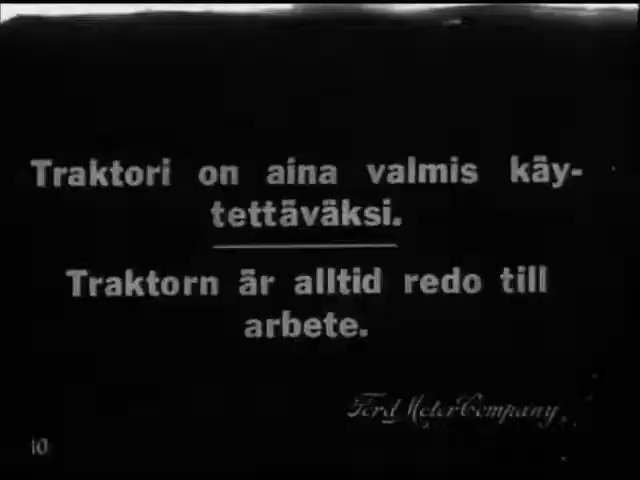 Traktori on aina valmis käy-
tettäväksi.
Traktorn är alltid redo till
arbete.
Ford Motor Company.
10